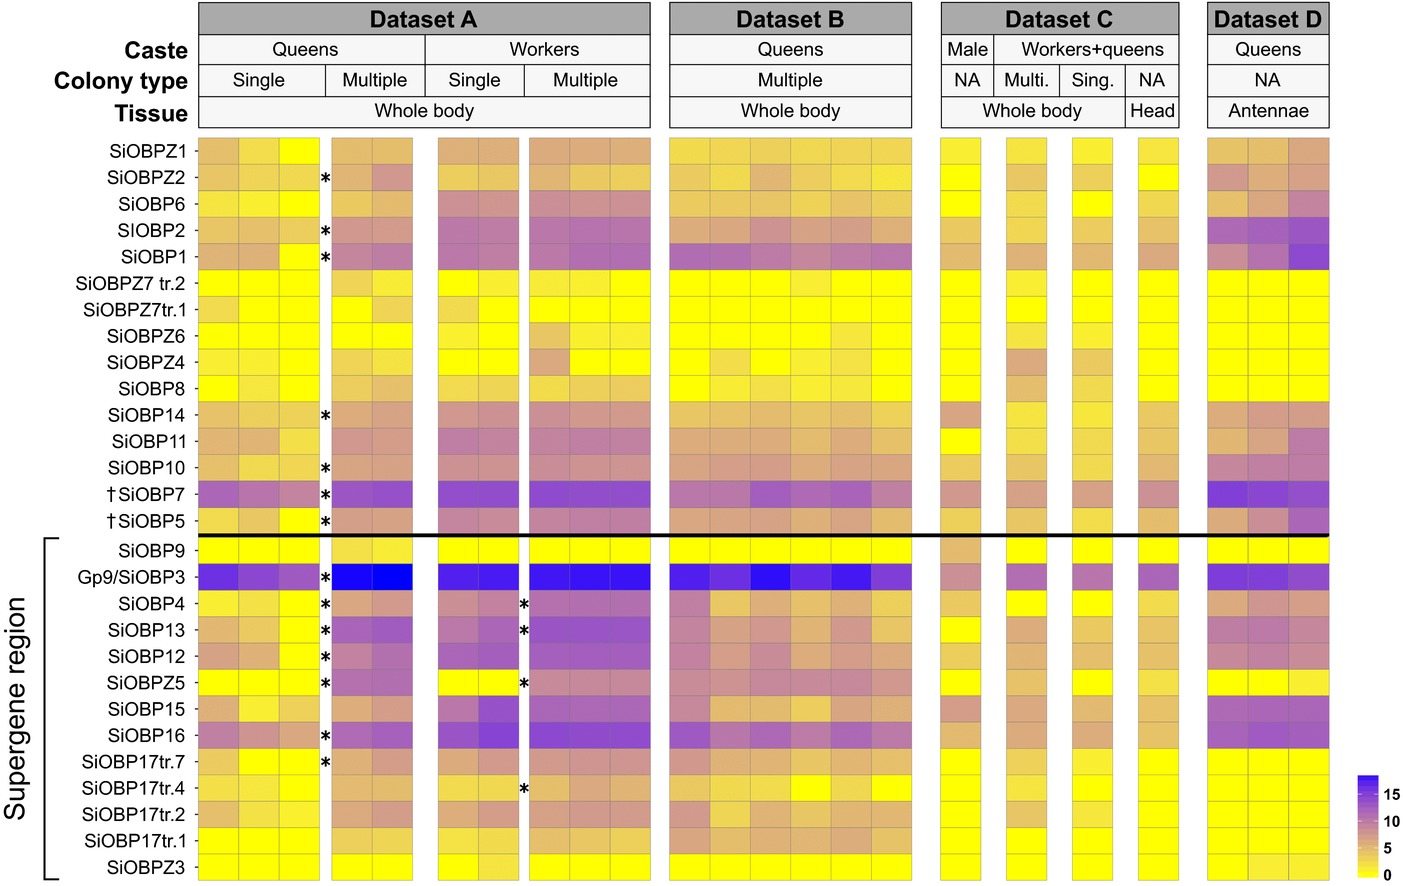 Dataset A Dataset B Dataset C Dataset D
Caste Queens Workers Queens Male Workers+queens Queens
Colony type Single Multiple Single Multiple Multiple NA Multi. Sing. NA NA
Tissue Whole body Whole body Whole body Head Antennae
SiOBPZ1
SiOBPZ2 *
SiOBP6
SIOBP2 *
SiOBP1 *
SiOBPZ7 tr.2
SiOBPZ7tr.1
SiOBPZ6
SiOBPZ4
SiOBP8
SiOBP14 *
SiOBP11
SiOBP10 *
†SiOBP7 *
†SiOBP5 *
SiOBP9
Gp9/SiOBP3 *
SiOBP4 * *
SiOBP13 * *
SiOBP12 *
SiOBPZ5 * *
SiOBP15
SiOBP16 *
SiOBP17tr.7 *
SiOBP17tr.4 *
SiOBP17tr.2
SiOBP17tr.1
SiOBPZ3
Supergene region
15
10
5
0